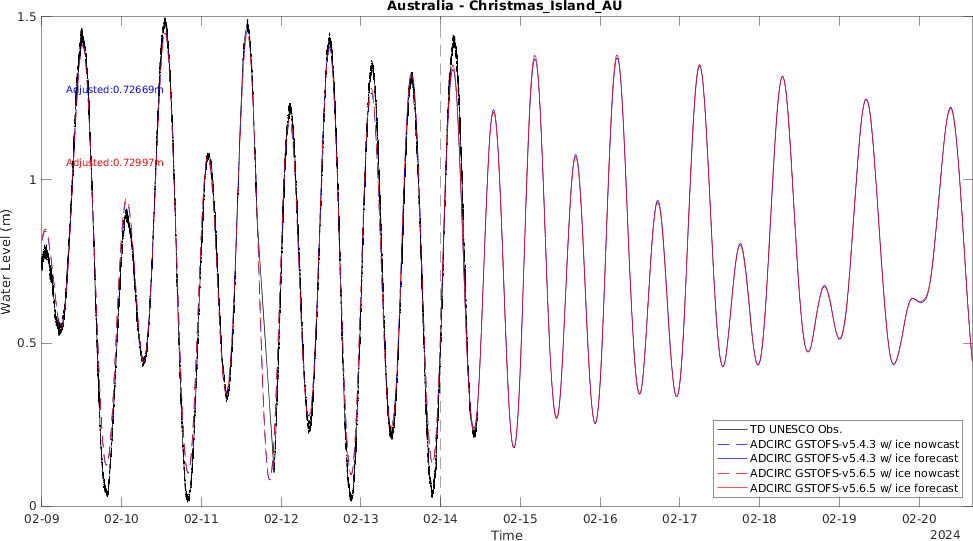 Australia - Christmas_Island_AU
1.5
Adjusted:0.72669m
Adjusted:0.72997m
1
0.5
0
Water Level (m)
TD UNESCO Obs.
ADCIRC GSTOFS-v5.4.3 w/ ice nowcast
ADCIRC GSTOFS-v5.4.3 w/ ice forecast
ADCIRC GSTOFS-v5.6.5 w/ ice nowcast
ADCIRC GSTOFS-v5.6.5 w/ ice forecast
02-09 02-10 02-11 02-12 02-13 02-14 02-15 02-16 02-17 02-18 02-19 02-20
Time
2024